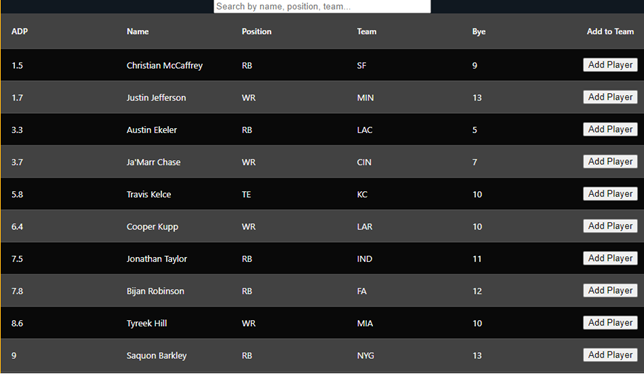 Search by name, position, team...
ADP Name Position Team Bye Add to Team
1.5 Christian McCaffrey RB SF 9 Add Player
1.7 Justin Jefferson WR MIN 13 Add Player
3.3 Austin Ekeler RB LAC 5 Add Player
3.7 Ja'Marr Chase WR CIN 7 Add Player
5.8 Travis Kelce TE KC 10 Add Player
6.4 Cooper Kupp WR LAR 10 Add Player
7.5 Jonathan Taylor RB IND 11 Add Player
7.8 Bijan Robinson RB FA 12 Add Player
8.6 Tyreek Hill WR MIA 10 Add Player
9 Saquon Barkley RB NYG 13 Add Player